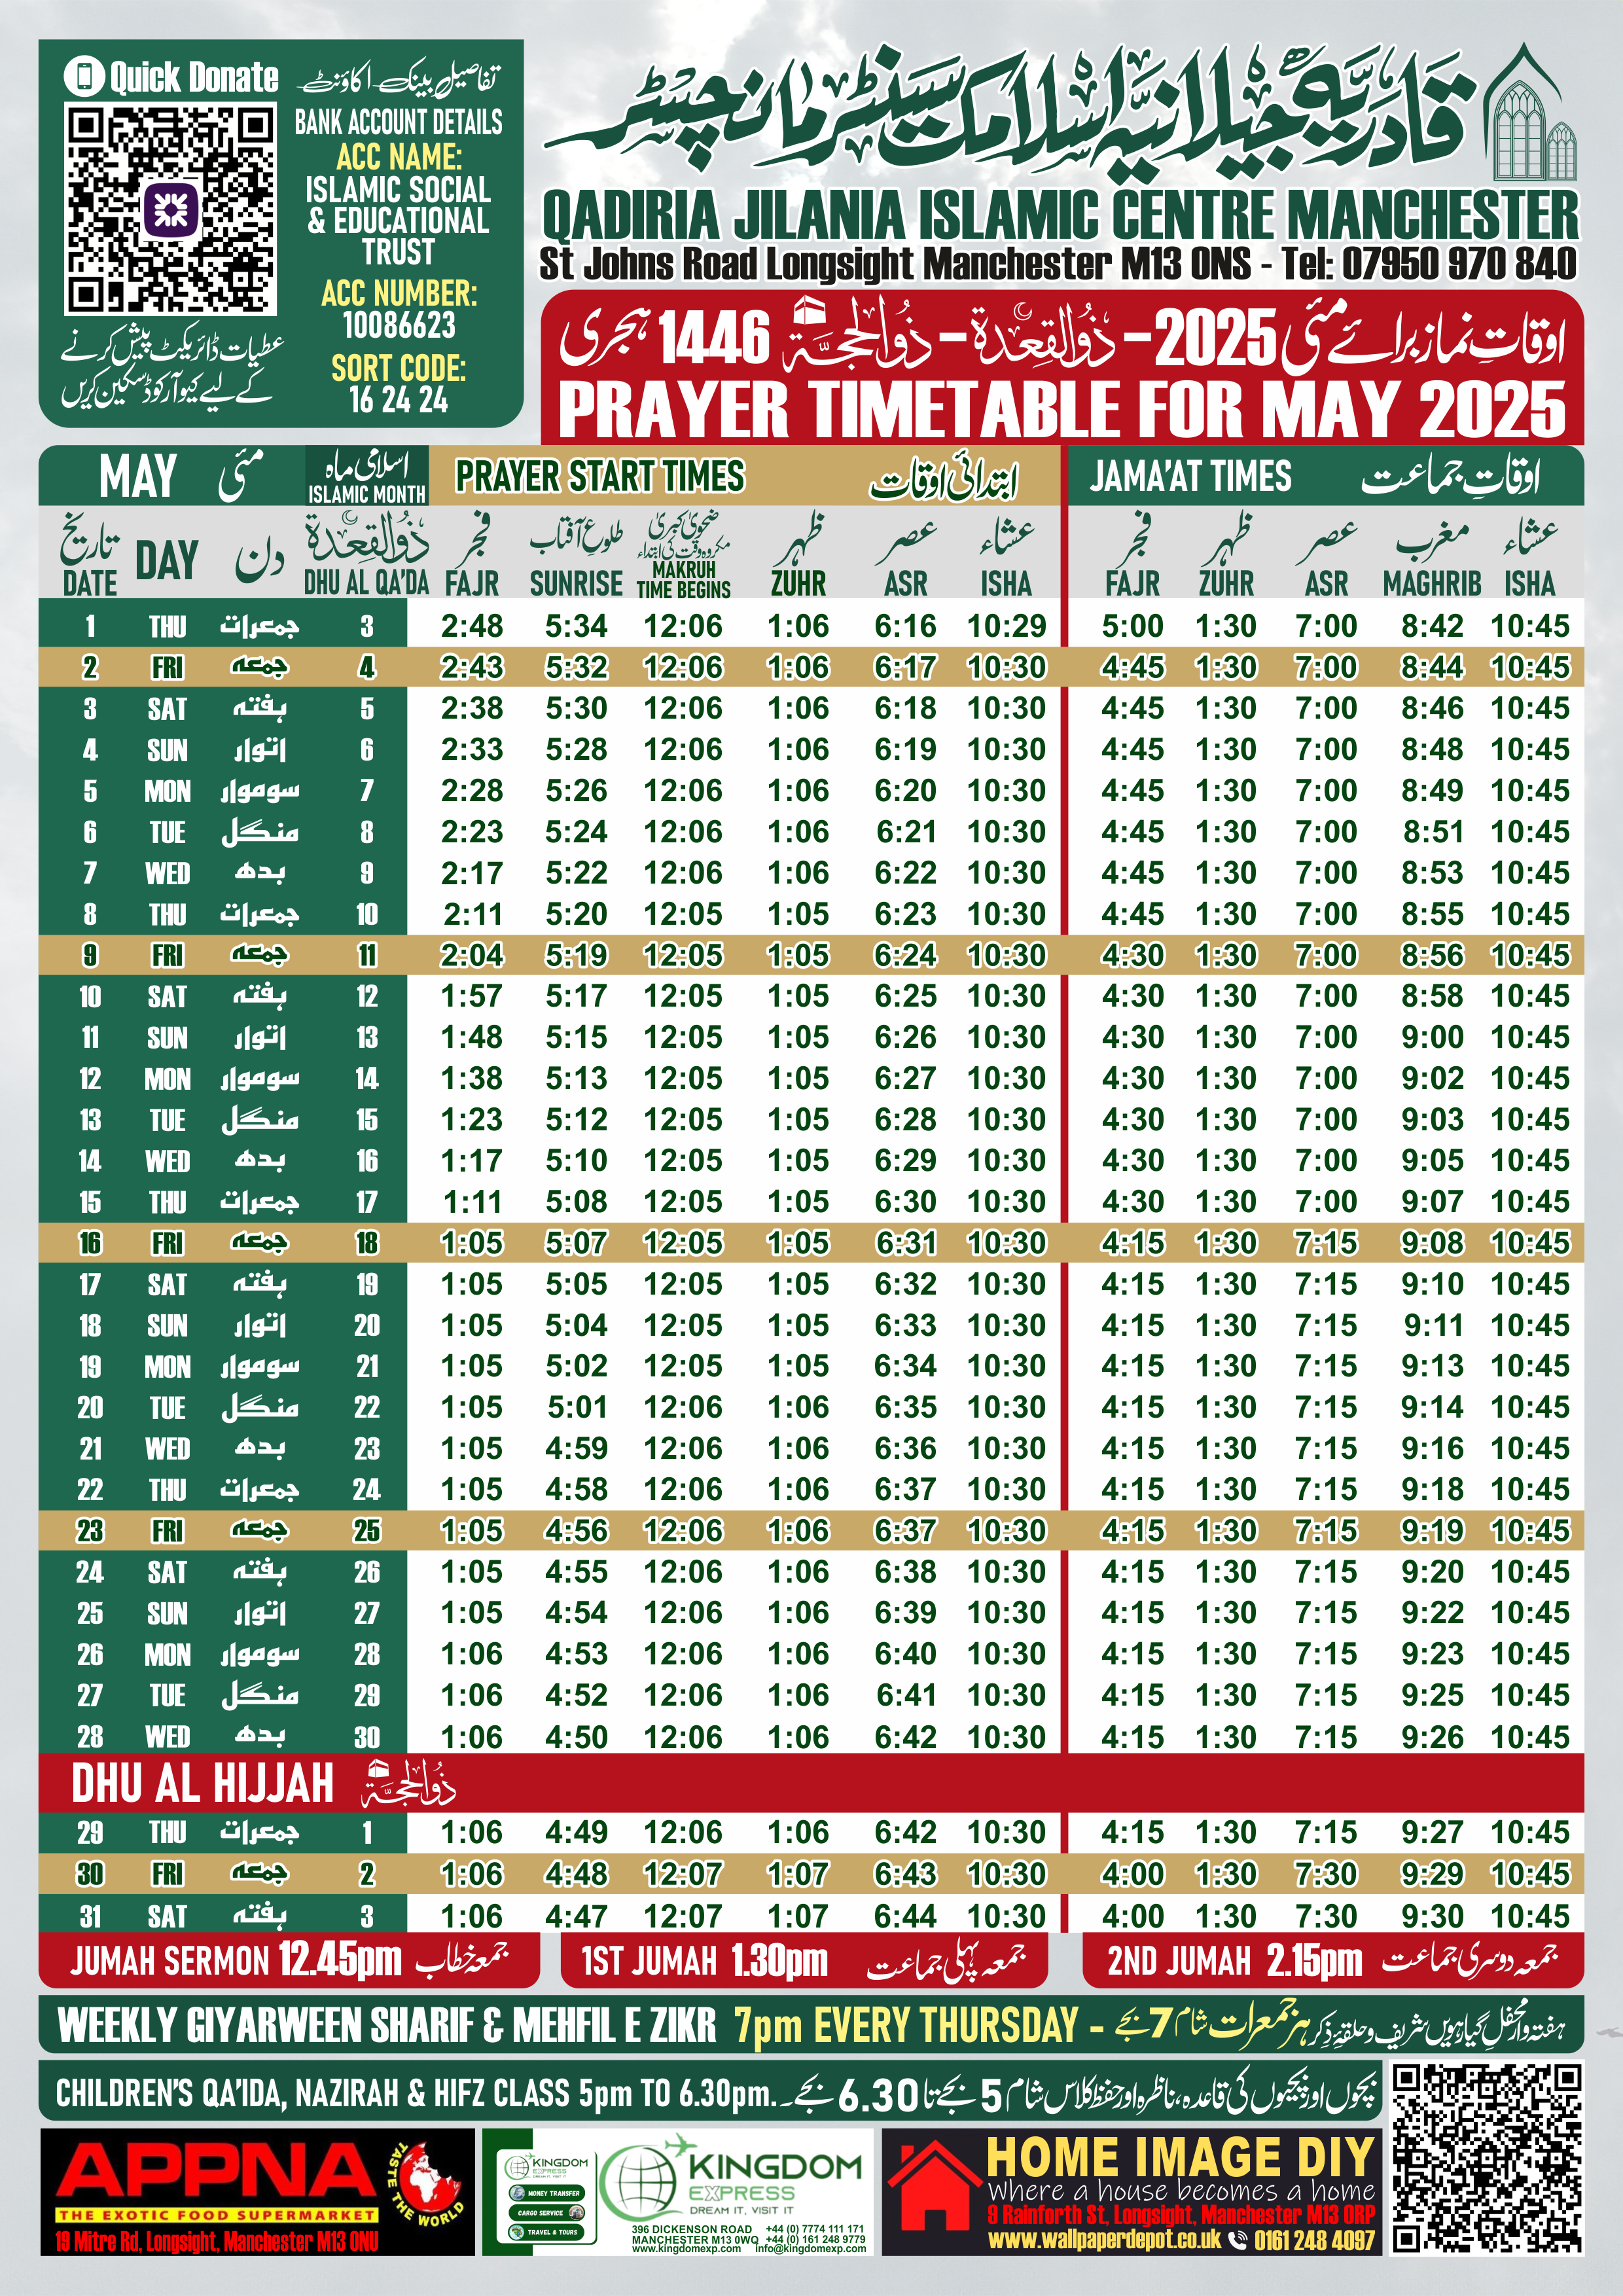 Quick Donate
تفاصیل بینک اکاؤنٹ
BANK ACCOUNT DETAILS
ACC NAME:
ISLAMIC SOCIAL
& EDUCATIONAL
TRUST
ACC NUMBER:
10086623
SORT CODE:
16 24 24
عطیات ڈائریکٹ پیش کرنے
کے لیے کیو آر کوڈ سکین کریں
قادریہ جیلانیہ اسلامک سینٹر مانچسٹر
QADIRIA JILANIA ISLAMIC CENTRE MANCHESTER
St Johns Road Longsight Manchester M13 0NS - Tel: 07950 970 840
اوقاتِ نماز برائے مئی 2025 – ذُوالقِعْدة – ذُوالحجَّة 1446 ہجری
PRAYER TIMETABLE FOR MAY 2025
MAY مئی اسلامی ماہ ISLAMIC MONTH PRAYER START TIMES ابتدائی اوقات JAMA'AT TIMES اوقاتِ جماعت
تاریخ دن ذُوالقِعْدة فجر طلوع آفتاب ضحویٰ کبریٰ مکروہ وقت کی ابتداء ظہر عصر عشاء فجر ظہر عصر مغرب عشاء
DATE DAY DHU AL QA'DA FAJR SUNRISE MAKRUH TIME BEGINS ZUHR ASR ISHA FAJR ZUHR ASR MAGHRIB ISHA
1 THU جمعرات 3 2:48 5:34 12:06 1:06 6:16 10:29 5:00 1:30 7:00 8:42 10:45
2 FRI جمعہ 4 2:43 5:32 12:06 1:06 6:17 10:30 4:45 1:30 7:00 8:44 10:45
3 SAT ہفتہ 5 2:38 5:30 12:06 1:06 6:18 10:30 4:45 1:30 7:00 8:46 10:45
4 SUN اتوار 6 2:33 5:28 12:06 1:06 6:19 10:30 4:45 1:30 7:00 8:48 10:45
5 MON سوموار 7 2:28 5:26 12:06 1:06 6:20 10:30 4:45 1:30 7:00 8:49 10:45
6 TUE منگل 8 2:23 5:24 12:06 1:06 6:21 10:30 4:45 1:30 7:00 8:51 10:45
7 WED بدھ 9 2:17 5:22 12:06 1:06 6:22 10:30 4:45 1:30 7:00 8:53 10:45
8 THU جمعرات 10 2:11 5:20 12:05 1:05 6:23 10:30 4:45 1:30 7:00 8:55 10:45
9 FRI جمعہ 11 2:04 5:19 12:05 1:05 6:24 10:30 4:30 1:30 7:00 8:56 10:45
10 SAT ہفتہ 12 1:57 5:17 12:05 1:05 6:25 10:30 4:30 1:30 7:00 8:58 10:45
11 SUN اتوار 13 1:48 5:15 12:05 1:05 6:26 10:30 4:30 1:30 7:00 9:00 10:45
12 MON سوموار 14 1:38 5:13 12:05 1:05 6:27 10:30 4:30 1:30 7:00 9:02 10:45
13 TUE منگل 15 1:23 5:12 12:05 1:05 6:28 10:30 4:30 1:30 7:00 9:03 10:45
14 WED بدھ 16 1:17 5:10 12:05 1:05 6:29 10:30 4:30 1:30 7:00 9:05 10:45
15 THU جمعرات 17 1:11 5:08 12:05 1:05 6:30 10:30 4:30 1:30 7:00 9:07 10:45
16 FRI جمعہ 18 1:05 5:07 12:05 1:05 6:31 10:30 4:15 1:30 7:15 9:08 10:45
17 SAT ہفتہ 19 1:05 5:05 12:05 1:05 6:32 10:30 4:15 1:30 7:15 9:10 10:45
18 SUN اتوار 20 1:05 5:04 12:05 1:05 6:33 10:30 4:15 1:30 7:15 9:11 10:45
19 MON سوموار 21 1:05 5:02 12:05 1:05 6:34 10:30 4:15 1:30 7:15 9:13 10:45
20 TUE منگل 22 1:05 5:01 12:06 1:06 6:35 10:30 4:15 1:30 7:15 9:14 10:45
21 WED بدھ 23 1:05 4:59 12:06 1:06 6:36 10:30 4:15 1:30 7:15 9:16 10:45
22 THU جمعرات 24 1:05 4:58 12:06 1:06 6:37 10:30 4:15 1:30 7:15 9:18 10:45
23 FRI جمعہ 25 1:05 4:56 12:06 1:06 6:37 10:30 4:15 1:30 7:15 9:19 10:45
24 SAT ہفتہ 26 1:05 4:55 12:06 1:06 6:38 10:30 4:15 1:30 7:15 9:20 10:45
25 SUN اتوار 27 1:05 4:54 12:06 1:06 6:39 10:30 4:15 1:30 7:15 9:22 10:45
26 MON سوموار 28 1:06 4:53 12:06 1:06 6:40 10:30 4:15 1:30 7:15 9:23 10:45
27 TUE منگل 29 1:06 4:52 12:06 1:06 6:41 10:30 4:15 1:30 7:15 9:25 10:45
28 WED بدھ 30 1:06 4:50 12:06 1:06 6:42 10:30 4:15 1:30 7:15 9:26 10:45
DHU AL HIJJAH ذُوالحجَّة
29 THU جمعرات 1 1:06 4:49 12:06 1:06 6:42 10:30 4:15 1:30 7:15 9:27 10:45
30 FRI جمعہ 2 1:06 4:48 12:07 1:07 6:43 10:30 4:00 1:30 7:30 9:29 10:45
31 SAT ہفتہ 3 1:06 4:47 12:07 1:07 6:44 10:30 4:00 1:30 7:30 9:30 10:45
JUMAH SERMON 12.45pm جمعہ خطاب
1ST JUMAH 1.30pm جمعہ پہلی جماعت
2ND JUMAH 2.15pm جمعہ دوسری جماعت
WEEKLY GIYARWEEN SHARIF & MEHFIL E ZIKR 7pm EVERY THURSDAY - ہفتہ وار محفلِ گیارہویں شریف و حلقۂ ذکر ہر جمعرات شام 7 بجے
CHILDREN'S QA'IDA, NAZIRAH & HIFZ CLASS 5pm TO 6.30pm. بچوں اور بچیوں کی قاعدہ، ناظرہ اور حفظ کلاس شام 5 بجے تا 6.30 بجے۔
APPNA
THE EXOTIC FOOD SUPERMARKET
TASTE THE WORLD
19 Mitre Rd, Longsight, Manchester M13 0NU
KINGDOM
EXPRESS
DREAM IT, VISIT IT
MONEY TRANSFER
CARGO SERVICE
TRAVEL & TOURS
KINGDOM
EXPRESS
DREAM IT, VISIT IT
396 DICKENSON ROAD +44 (0) 7774 111 171
MANCHESTER M13 0WQ +44 (0) 161 248 9779
www.kingdomexp.com info@kingdomexp.com
HOME IMAGE DIY
Where a house becomes a home
9 Rainforth St, Longsight, Manchester M13 0RP
www.wallpaperdepot.co.uk 0161 248 4097